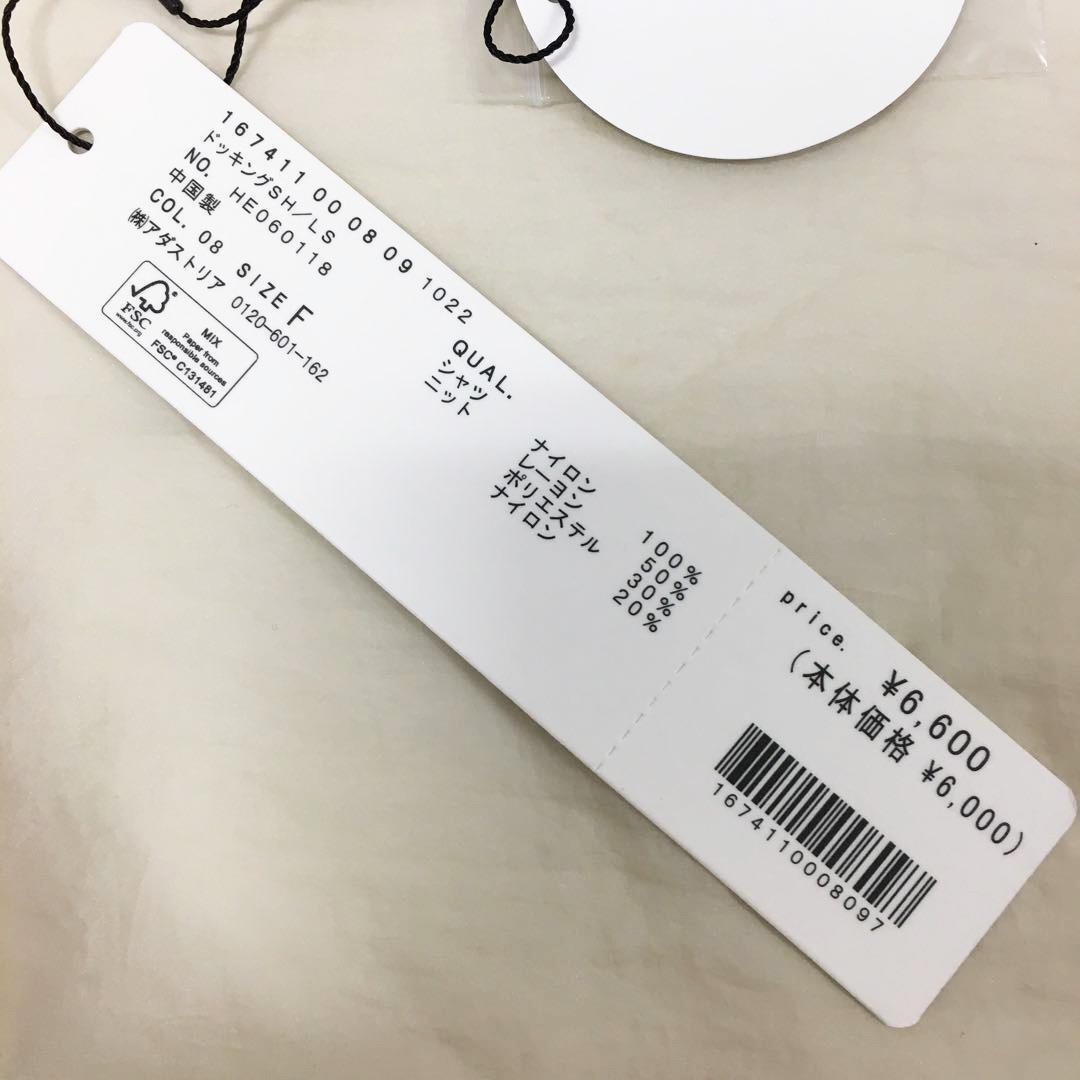 167411 00 08 09 1022
ドッキングSH/LS
NO. HE060118
中国製
COL. 08 SIZE F
㈱アダストリア 0120-601-162
FSC
www.fsc.org
MIX
Paper from
responsible sources
FSC® C131481
QUAL.
シャツ ナイロン 100%
ニット レーヨン 50%
ポリエステル 30%
ナイロン 20%
price. ¥6,600
(本体価格 ¥6,000)
1674110008097